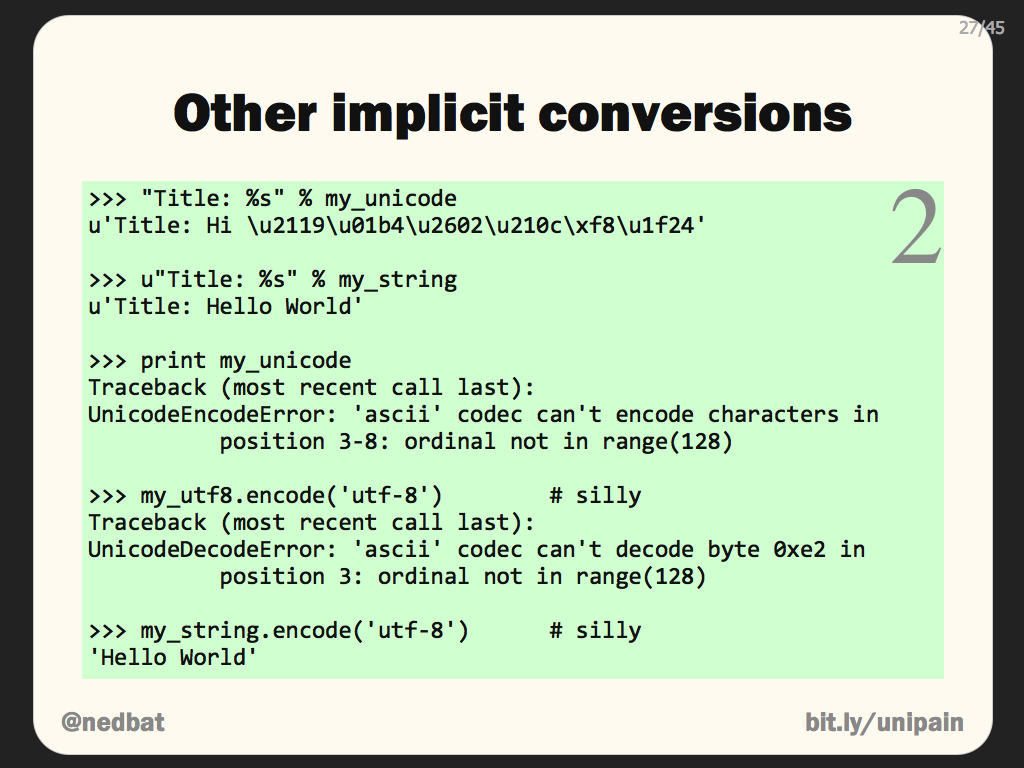 27/45
Other implicit conversions
2
>>> "Title: %s" % my_unicode
u'Title: Hi \u2119\u01b4\u2602\u210c\xf8\u1f24'
>>> u"Title: %s" % my_string
u'Title: Hello World'
>>> print my_unicode
Traceback (most recent call last):
UnicodeEncodeError: 'ascii' codec can't encode characters in
          position 3-8: ordinal not in range(128)
>>> my_utf8.encode('utf-8')        # silly
Traceback (most recent call last):
UnicodeDecodeError: 'ascii' codec can't decode byte 0xe2 in
          position 3: ordinal not in range(128)
>>> my_string.encode('utf-8')      # silly
'Hello World'
@nedbat
bit.ly/unipain